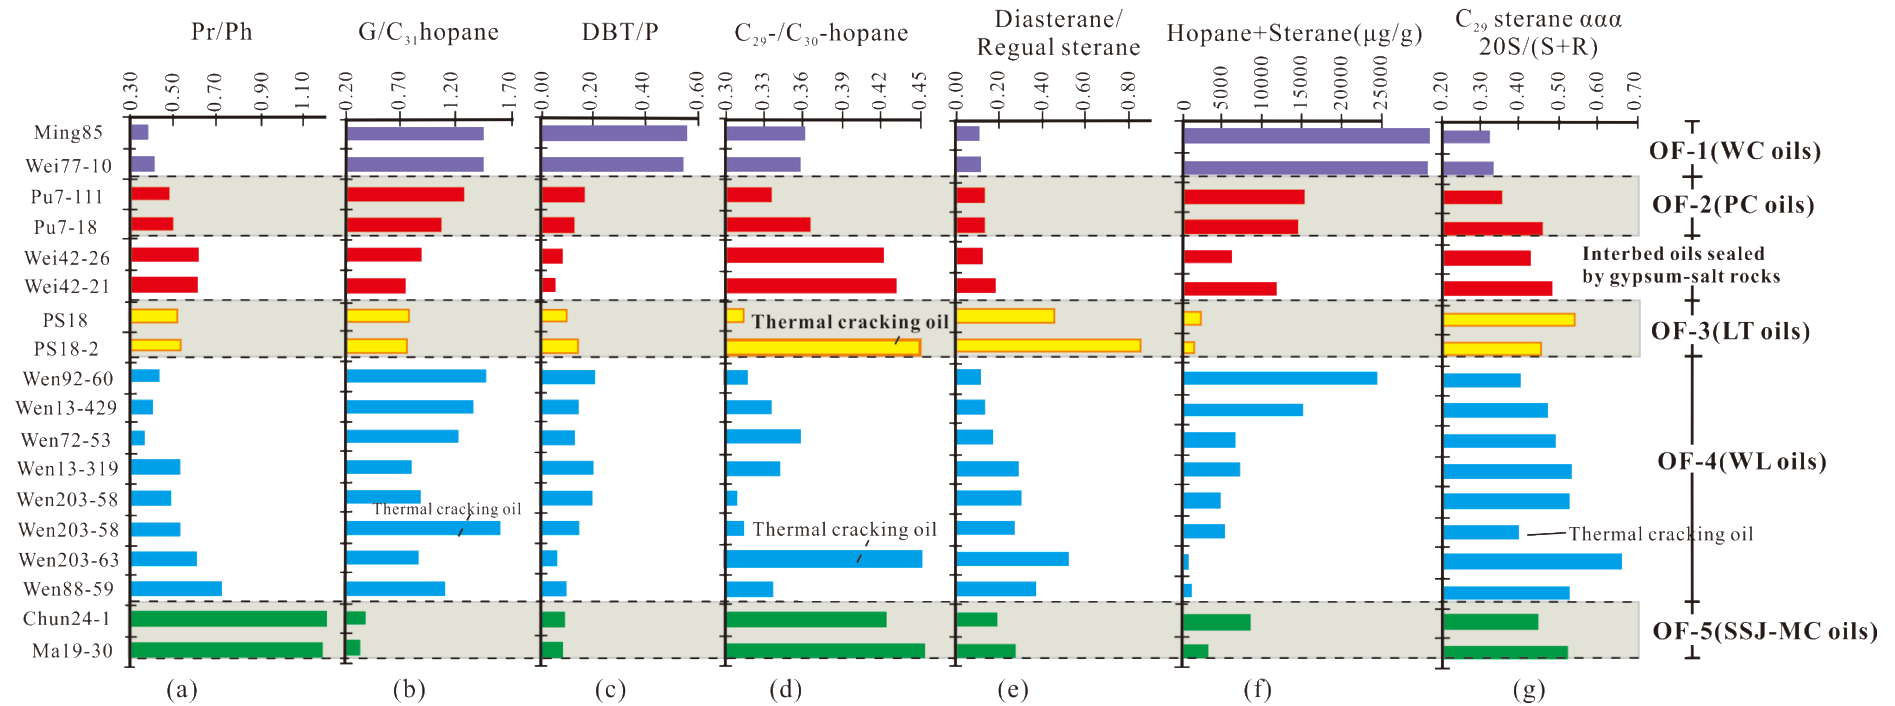 Pr/Ph
G/C31hopane
DBT/P
C29-/C30-hopane
Diasterane/
Regual sterane
Hopane+Sterane(μg/g)
C29 sterane ααα
20S/(S+R)
0.30 0.50 0.70 0.90 1.10
0.20 0.70 1.20 1.70
0.00 0.20 0.40 0.60
0.30 0.33 0.36 0.39 0.42 0.45
0.00 0.20 0.40 0.60 0.80
0 5000 10000 15000 20000 25000
0.20 0.30 0.40 0.50 0.60 0.70
Ming85
Wei77-10
OF-1(WC oils)
Pu7-111
Pu7-18
OF-2(PC oils)
Wei42-26
Wei42-21
Interbed oils sealed
by gypsum-salt rocks
PS18
PS18-2
Thermal cracking oil
OF-3(LT oils)
Wen92-60
Wen13-429
Wen72-53
Wen13-319
OF-4(WL oils)
Wen203-58
Thermal cracking oil
Wen203-58
Thermal cracking oil
Thermal cracking oil
Wen203-63
Wen88-59
Chun24-1
Ma19-30
OF-5(SSJ-MC oils)
(a) (b) (c) (d) (e) (f) (g)